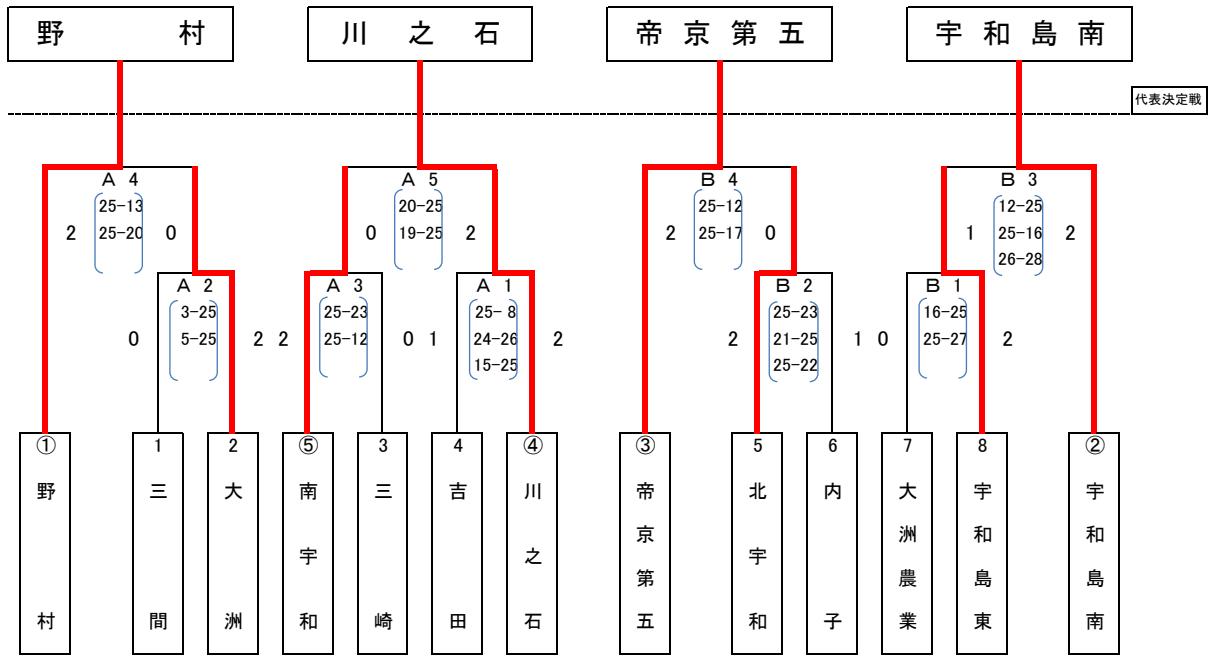 野村 川之石 帝京第五 宇和島南
代表決定戦
A 4 A 5 B 4 B 3
25-13 20-25 25-12 12-25
2 25-20 0 0 19-25 2 2 25-17 0 1 25-16 2
26-28
A 2 A 3 A 1 B 2 B 1
3-25 25-23 25- 8 25-23 16-25
0 5-25 2 2 25-12 0 1 24-26 2 2 21-25 1 0 25-27 2
15-25 25-22
① 1 2 ⑤ 3 4 ④ ③ 5 6 7 8 ②
野村 三間 大洲 南宇和 三崎 吉田 川之石 帝京第五 北宇和 内子 大洲農業 宇和島東 宇和島南